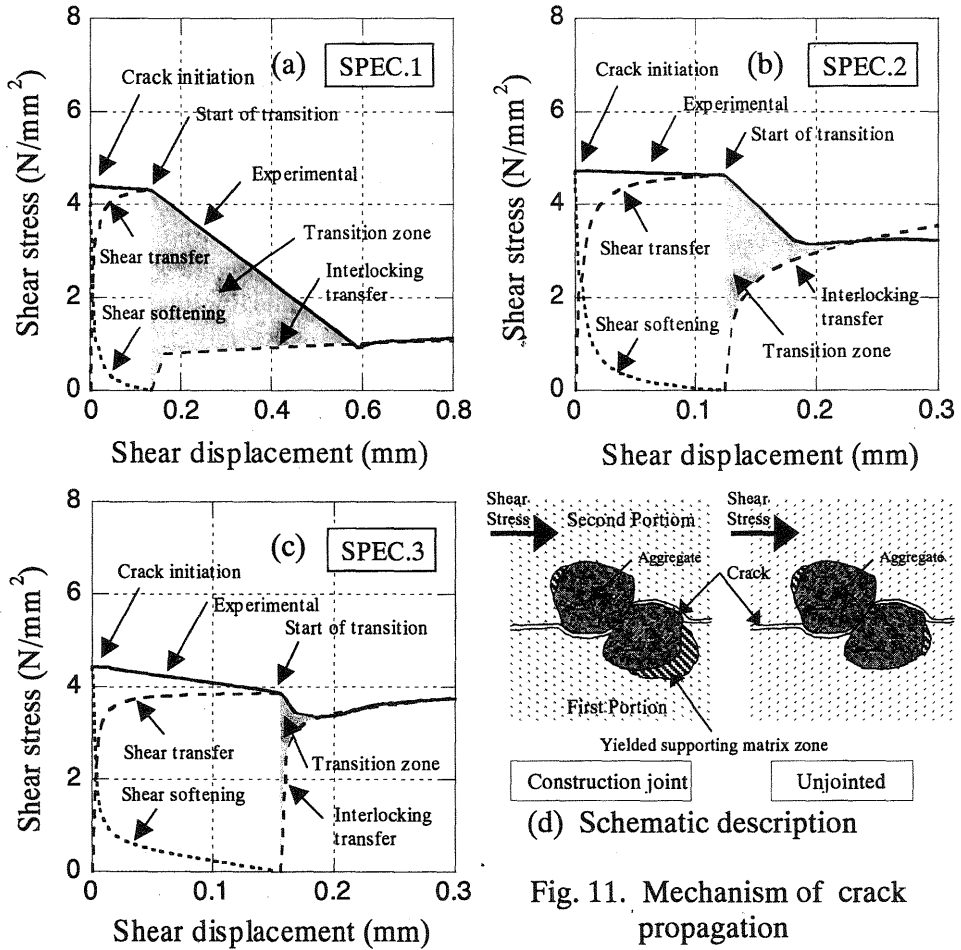 8
6
4
2
0
Shear stress (N/mm²)
(a)
SPEC.1
Crack initiation
Start of transition
Experimental
Transition zone
Shear transfer
Interlocking
transfer
Shear softening
0
0.2
0.4
0.6
0.8
Shear displacement (mm)
8
6
4
2
0
Shear stress (N/mm²)
(b)
SPEC.2
Crack initiation
Experimental
Start of transition
Shear transfer
Interlocking
transfer
Shear softening
Transition zone
0
0.1
0.2
0.3
Shear displacement (mm)
8
6
4
2
0
Shear stress (N/mm²)
(c)
SPEC.3
Crack initiation
Experimental
Start of transition
Shear transfer
Transition zone
Shear softening
Interlocking
transfer
0
0.1
0.2
0.3
Shear displacement (mm)
Shear
Stress
Second Portiom
Aggregate
Crack
Shear
Stress
Aggregate
First Portion
Yielded supporting matrix zone
Construction joint
Unjointed
(d) Schematic description
Fig. 11. Mechanism of crack
propagation